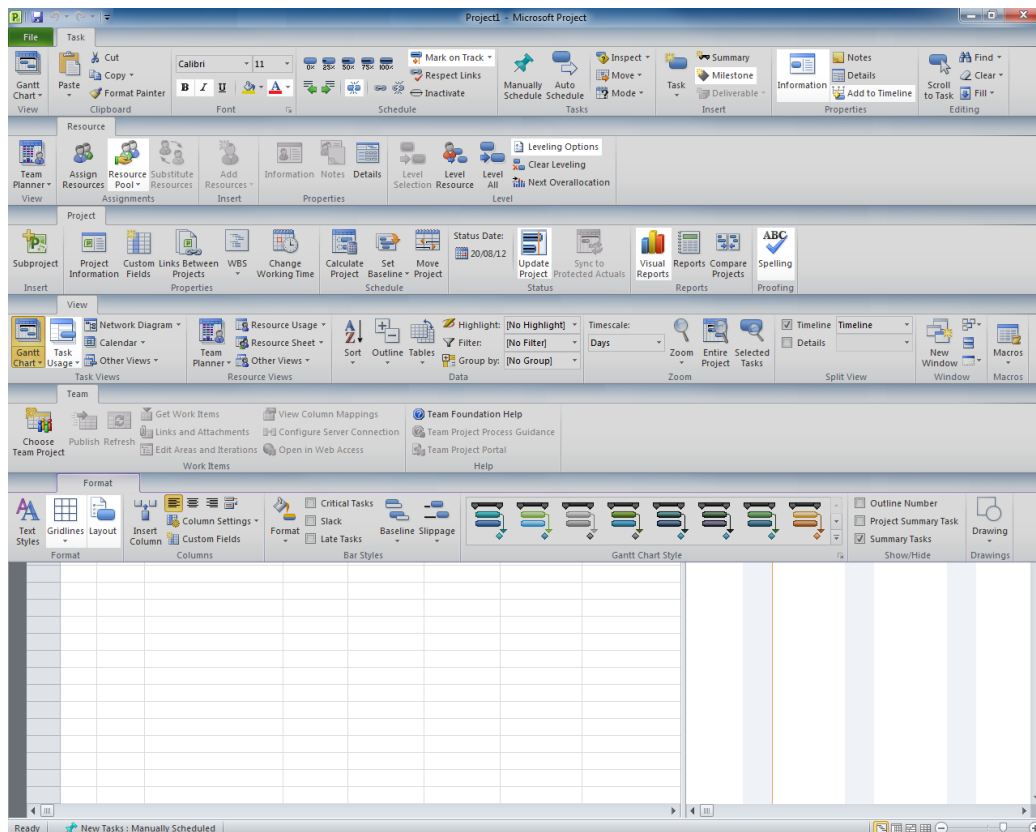 Project1 - Microsoft Project
File Task
Cut
Copy
Format Painter
Paste
Gantt Chart
Calibri 11
B I U A
0% 25% 50% 75% 100%
Mark on Track
Respect Links
Inactivate
Manually Schedule
Auto Schedule
Inspect
Move
Mode
Task
Summary
Milestone
Deliverable
Information
Notes
Details
Add to Timeline
Scroll to Task
Find
Clear
Fill
View Clipboard Font Schedule Tasks Insert Properties Editing
Resource
Team Planner
Assign Resources
Resource Pool
Substitute Resources
Add Resources
Information Notes Details
Level Selection
Level Resource
Level All
Leveling Options
Clear Leveling
Next Overallocation
View Assignments Insert Properties Level
Project
Subproject
Project Information
Custom Fields
Links Between Projects
WBS
Change Working Time
Calculate Project
Set Baseline
Move Project
Status Date:
20/08/12
Update Project
Sync to Protected Actuals
Visual Reports
Reports
Compare Projects
ABC
Spelling
Insert Properties Schedule Status Reports Proofing
View
Gantt Chart
Task Usage
Network Diagram
Calendar
Other Views
Team Planner
Resource Usage
Resource Sheet
Other Views
A Z
Sort Outline Tables
Highlight: [No Highlight]
Filter: [No Filter]
Group by: [No Group]
Timescale:
Days
Zoom
Entire Project
Selected Tasks
Timeline Timeline
Details
New Window
Macros
Task Views Resource Views Data Zoom Split View Window Macros
Team
Choose Team Project
Publish Refresh
Get Work Items
Links and Attachments
Edit Areas and Iterations
View Column Mappings
Configure Server Connection
Open in Web Access
Team Foundation Help
Team Project Process Guidance
Team Project Portal
Work Items Help
Format
Text Styles
Gridlines Layout
Insert Column
Column Settings
Custom Fields
Format
Critical Tasks
Slack
Late Tasks
Baseline Slippage
Outline Number
Project Summary Task
Summary Tasks
Drawing
Format Columns Bar Styles Gantt Chart Style Show/Hide Drawings
Ready New Tasks : Manually Scheduled